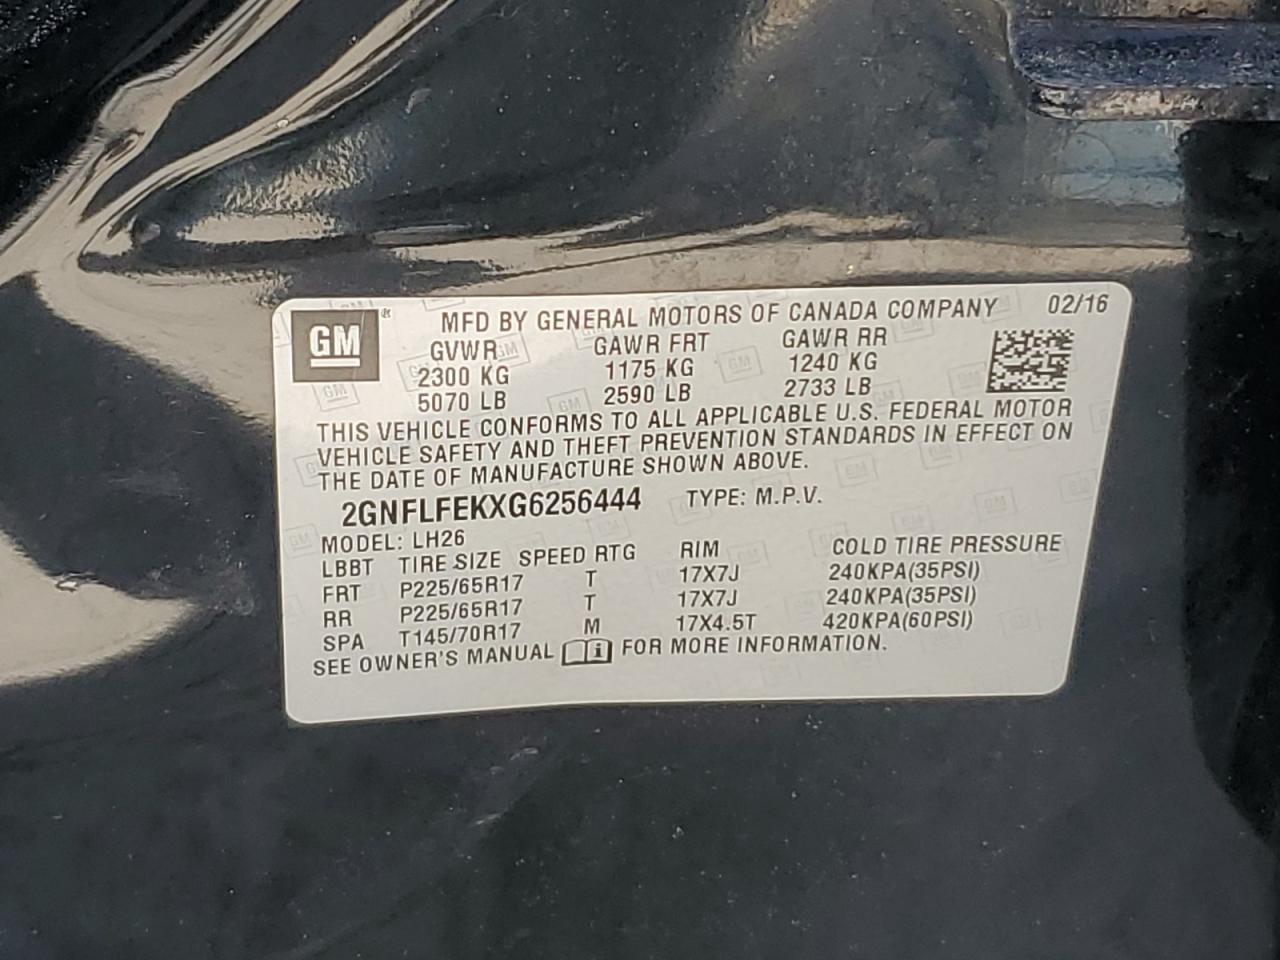 GM ®
MFD BY GENERAL MOTORS OF CANADA COMPANY 02/16
GVWR GAWR FRT GAWR RR
2300 KG 1175 KG 1240 KG
5070 LB 2590 LB 2733 LB
THIS VEHICLE CONFORMS TO ALL APPLICABLE U.S. FEDERAL MOTOR
VEHICLE SAFETY AND THEFT PREVENTION STANDARDS IN EFFECT ON
THE DATE OF MANUFACTURE SHOWN ABOVE.
2GNFLFEKXG6256444 TYPE: M.P.V.
MODEL: LH26
LBBT TIRE SIZE SPEED RTG RIM COLD TIRE PRESSURE
FRT P225/65R17 T 17X7J 240KPA(35PSI)
RR P225/65R17 T 17X7J 240KPA(35PSI)
SPA T145/70R17 M 17X4.5T 420KPA(60PSI)
SEE OWNER'S MANUAL i FOR MORE INFORMATION.